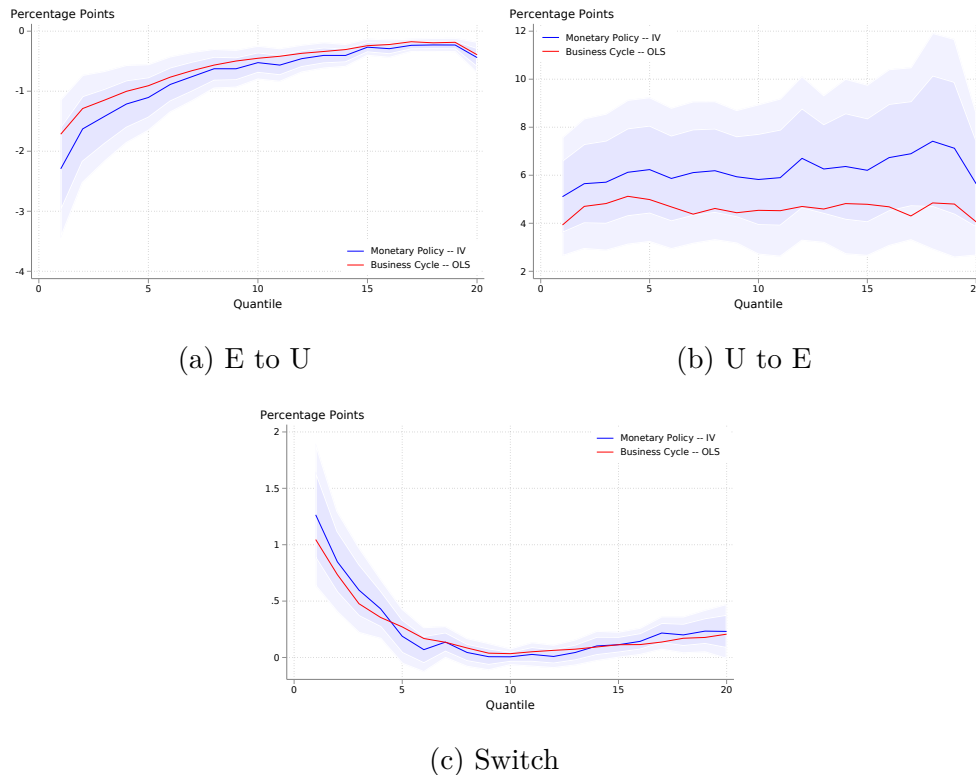 Percentage Points
0
-1
-2
-3
-4
0 5 10 15 20
Quantile
Monetary Policy -- IV
Business Cycle -- OLS
(a) E to U
Percentage Points
12
10
8
6
4
2
0 5 10 15 20
Quantile
Monetary Policy -- IV
Business Cycle -- OLS
(b) U to E
Percentage Points
2
1.5
1
.5
0
0 5 10 15 20
Quantile
Monetary Policy -- IV
Business Cycle -- OLS
(c) Switch